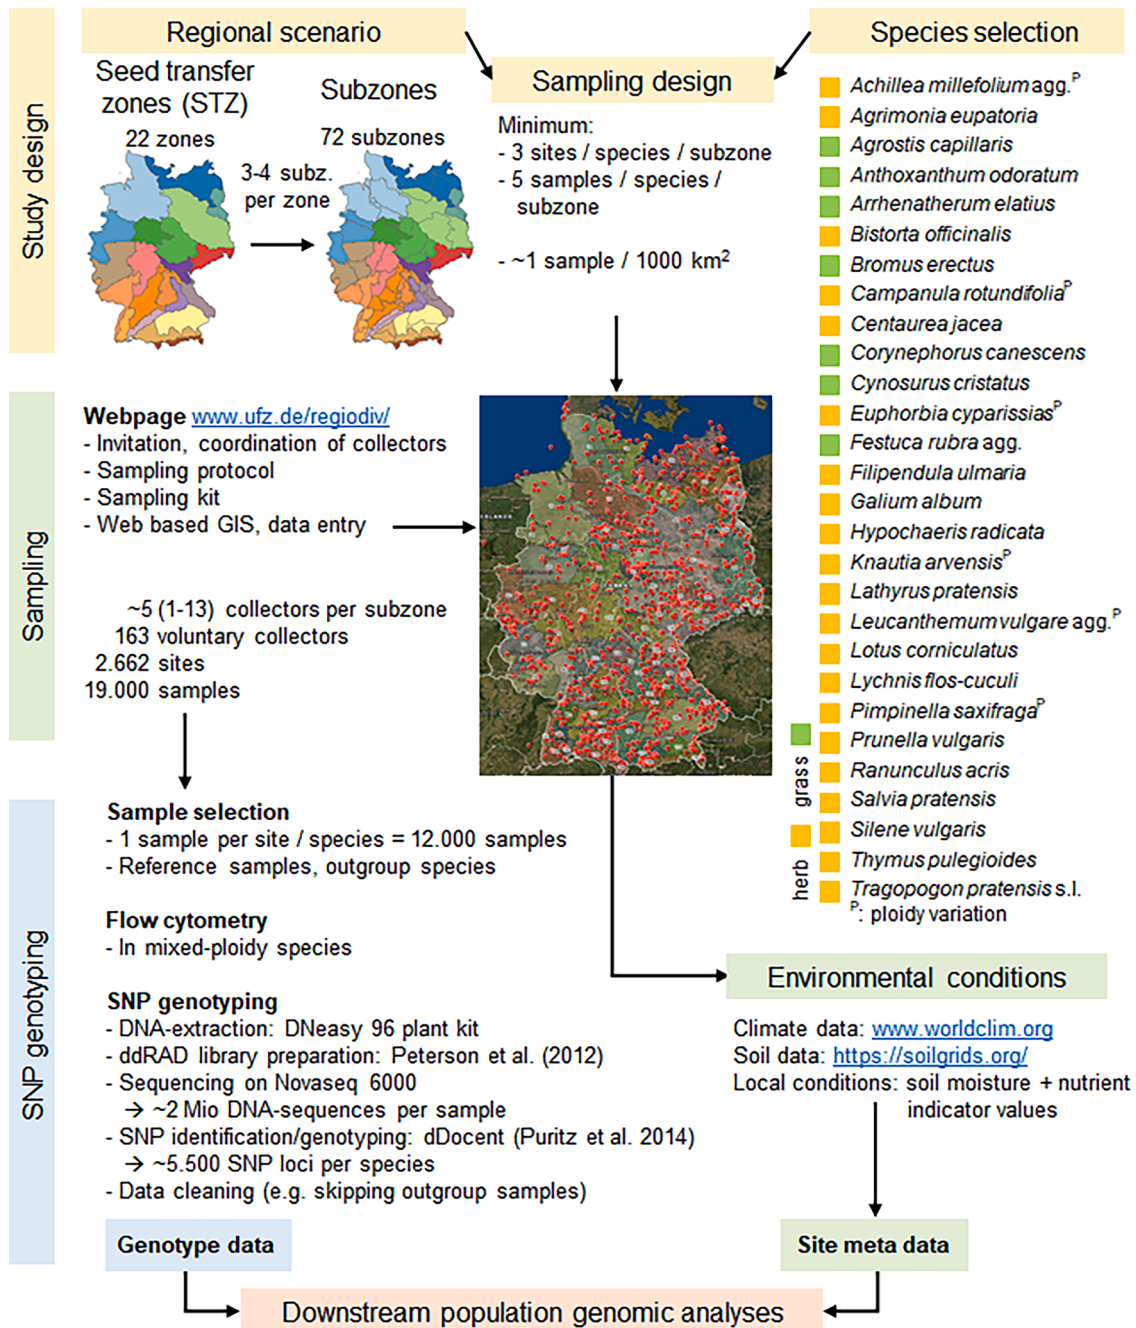 Regional scenario
Species selection
Sampling design
Study design
Seed transfer
zones (STZ)
22 zones
3-4 subz.
per zone
Subzones
72 subzones
Minimum:
- 3 sites / species / subzone
- 5 samples / species /
subzone
- ~1 sample / 1000 km²
Achillea millefolium agg.ᴾ
Agrimonia eupatoria
Agrostis capillaris
Anthoxanthum odoratum
Arrhenatherum elatius
Bistorta officinalis
Bromus erectus
Campanula rotundifoliaᴾ
Centaurea jacea
Corynephorus canescens
Cynosurus cristatus
Euphorbia cyparissiasᴾ
Festuca rubra agg.
Filipendula ulmaria
Galium album
Hypochaeris radicata
Knautia arvensisᴾ
Lathyrus pratensis
Leucanthemum vulgare agg.ᴾ
Lotus corniculatus
Lychnis flos-cuculi
Pimpinella saxifragaᴾ
Prunella vulgaris
Ranunculus acris
Salvia pratensis
Silene vulgaris
Thymus pulegioides
Tragopogon pratensis s.l.
ᴾ: ploidy variation
grass
herb
Sampling
Webpage www.ufz.de/regiodiv/
- Invitation, coordination of collectors
- Sampling protocol
- Sampling kit
- Web based GIS, data entry
~5 (1-13) collectors per subzone
163 voluntary collectors
2.662 sites
19.000 samples
SNP genotyping
Sample selection
- 1 sample per site / species = 12.000 samples
- Reference samples, outgroup species
Flow cytometry
- In mixed-ploidy species
SNP genotyping
- DNA-extraction: DNeasy 96 plant kit
- ddRAD library preparation: Peterson et al. (2012)
- Sequencing on Novaseq 6000
→ ~2 Mio DNA-sequences per sample
- SNP identification/genotyping: dDocent (Puritz et al. 2014)
→ ~5.500 SNP loci per species
- Data cleaning (e.g. skipping outgroup samples)
Environmental conditions
Climate data: www.worldclim.org
Soil data: https://soilgrids.org/
Local conditions: soil moisture + nutrient
indicator values
Genotype data
Site meta data
Downstream population genomic analyses